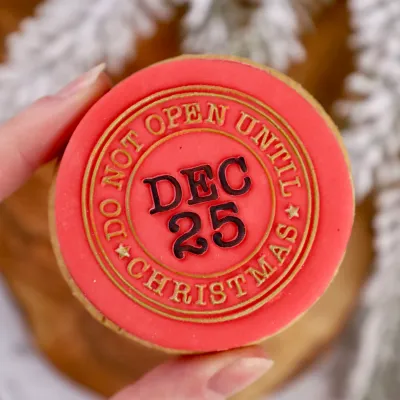 DO NOT OPEN UNTIL
DEC
25
★ CHRISTMAS ★